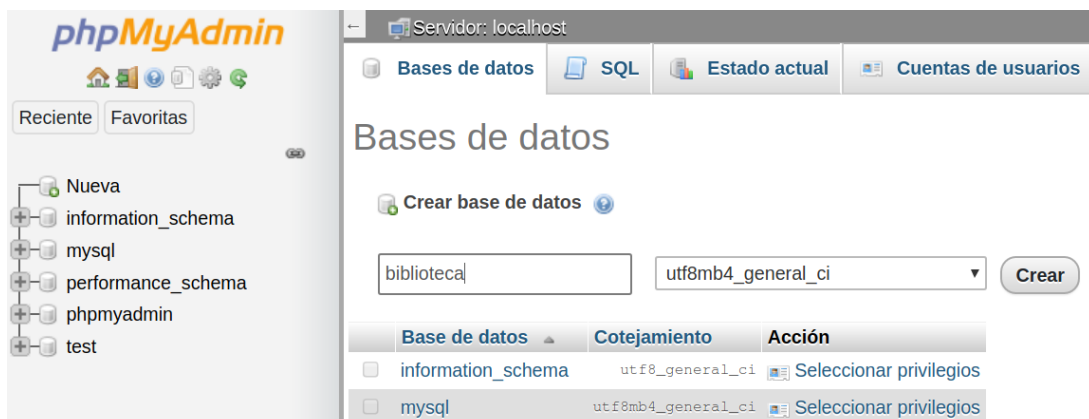 phpMyAdmin
Reciente Favoritas
Nueva
information_schema
mysql
performance_schema
phpmyadmin
test
← Servidor: localhost
Bases de datos SQL Estado actual Cuentas de usuarios
Bases de datos
Crear base de datos
biblioteca utf8mb4_general_ci Crear
Base de datos Cotejamiento Acción
information_schema utf8_general_ci Seleccionar privilegios
mysql utf8mb4_general_ci Seleccionar privilegios